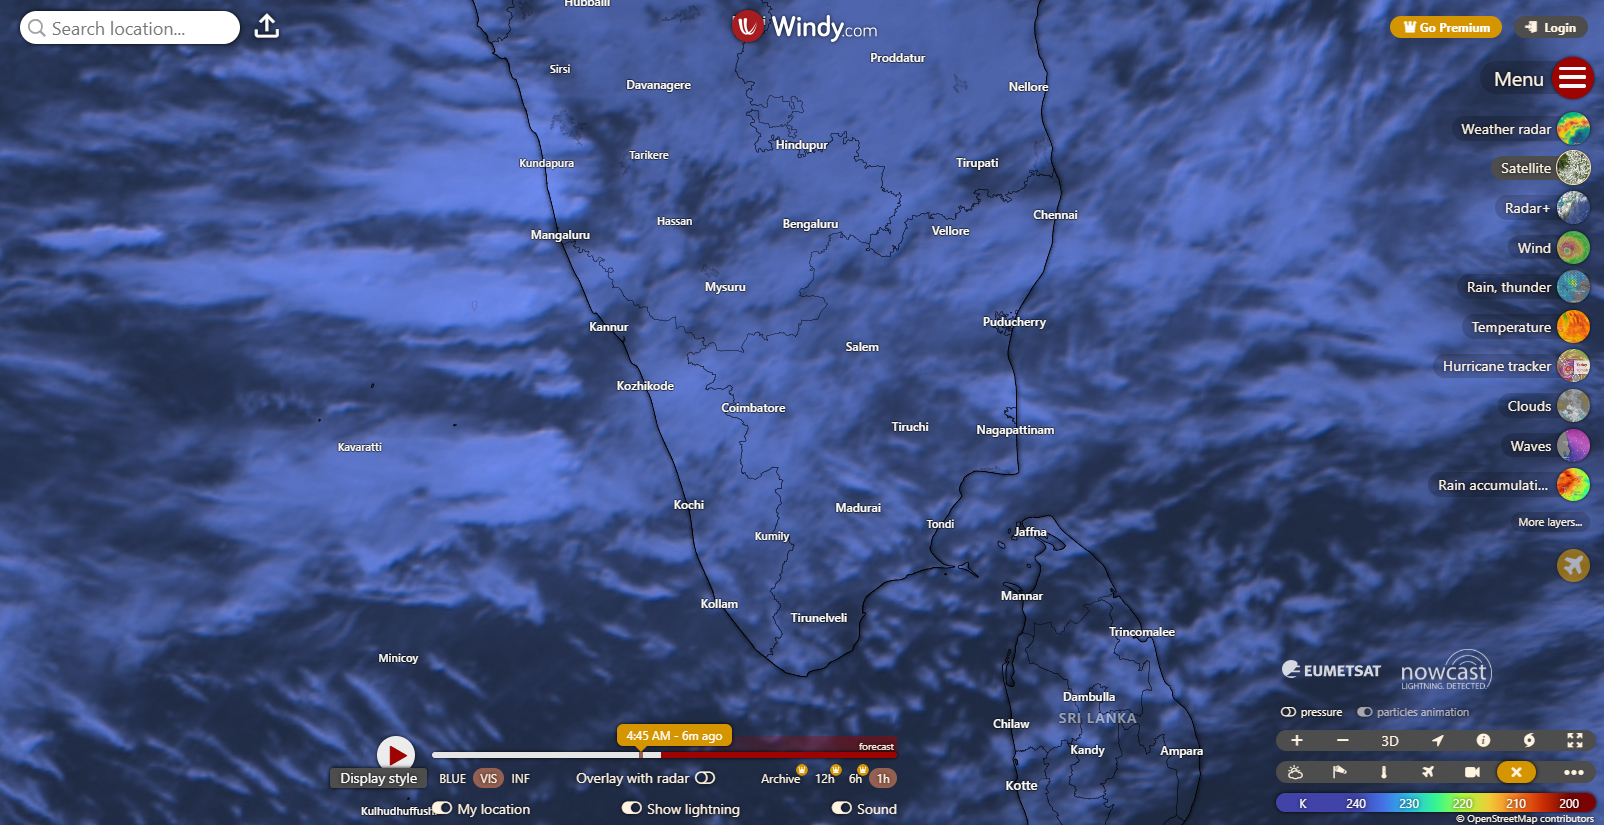 Hubballi
Search location...
Windy.com
Go Premium
Login
Proddatur
Sirsi
Davanagere
Nellore
Menu
Weather radar
Hindupur
Tarikere
Kundapura
Tirupati
Satellite
Radar+
Hassan
Bengaluru
Chennai
Vellore
Mangaluru
Wind
Mysuru
Rain, thunder
Kannur
Puducherry
Temperature
Salem
Hurricane tracker
Kozhikode
Coimbatore
Clouds
Tiruchi
Nagapattinam
Kavaratti
Waves
Rain accumulati...
Kochi
Madurai
Tondi
More layers...
Kumily
Jaffna
Mannar
Kollam
Tirunelveli
Trincomalee
Minicoy
EUMETSAT
nowcast
LIGHTNING. DETECTED.
Dambulla
pressure
particles animation
SRI LANKA
Chilaw
4:45 AM - 6m ago
forecast
3D
Kandy
Ampara
Display style
BLUE
VIS
INF
Overlay with radar
Archive
12h
6h
1h
Kotte
K
240
230
220
210
200
Kulhudhuffush
My location
Show lightning
Sound
© OpenStreetMap contributors